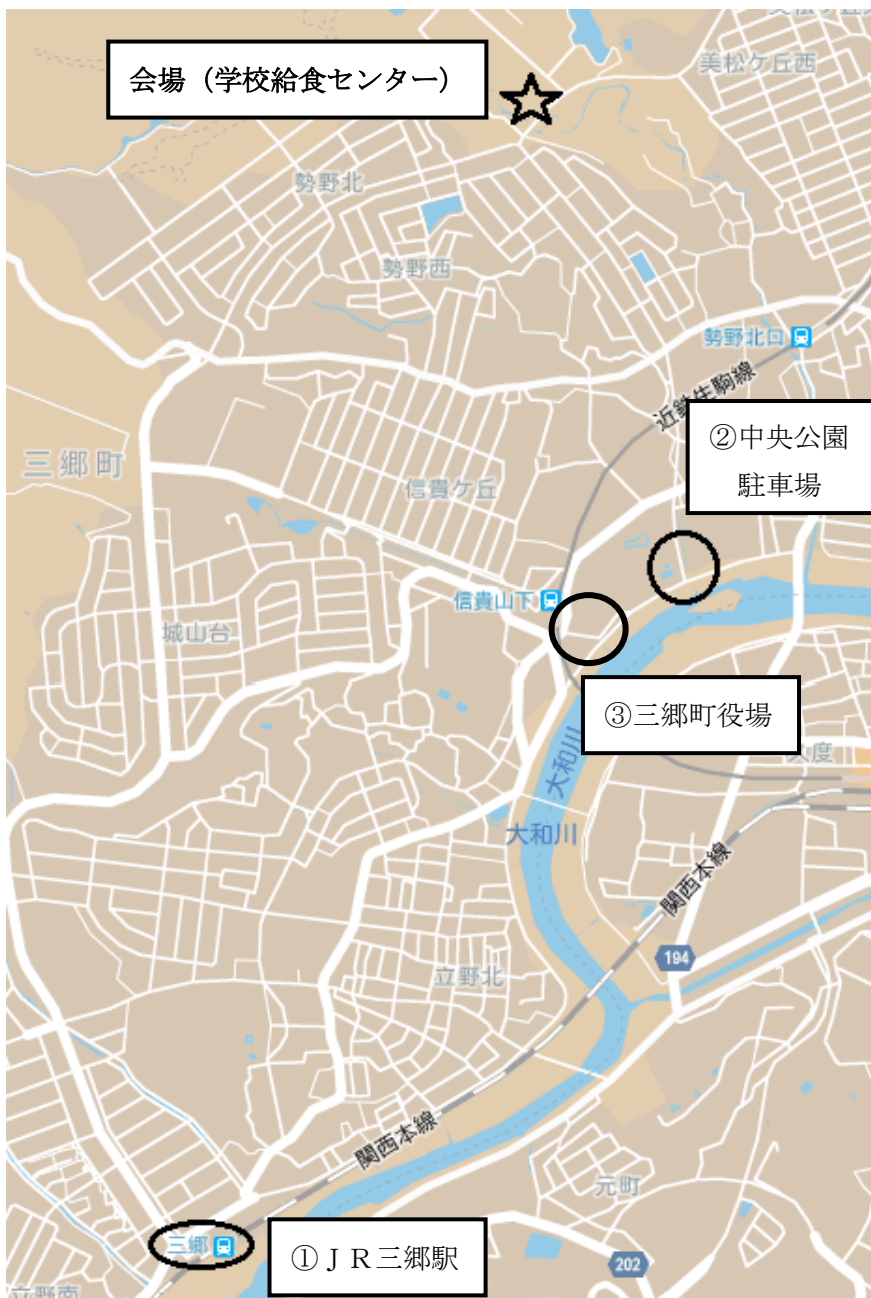 会場（学校給食センター）
美松ケ丘西
勢野北
勢野西
勢野北口
近鉄生駒線
②中央公園
駐車場
三郷町
信貴ケ丘
信貴山下
城山台
③三郷町役場
大和川
大和川
関西本線
194
立野北
関西本線
元町
三郷
①ＪＲ三郷駅
202
立野南